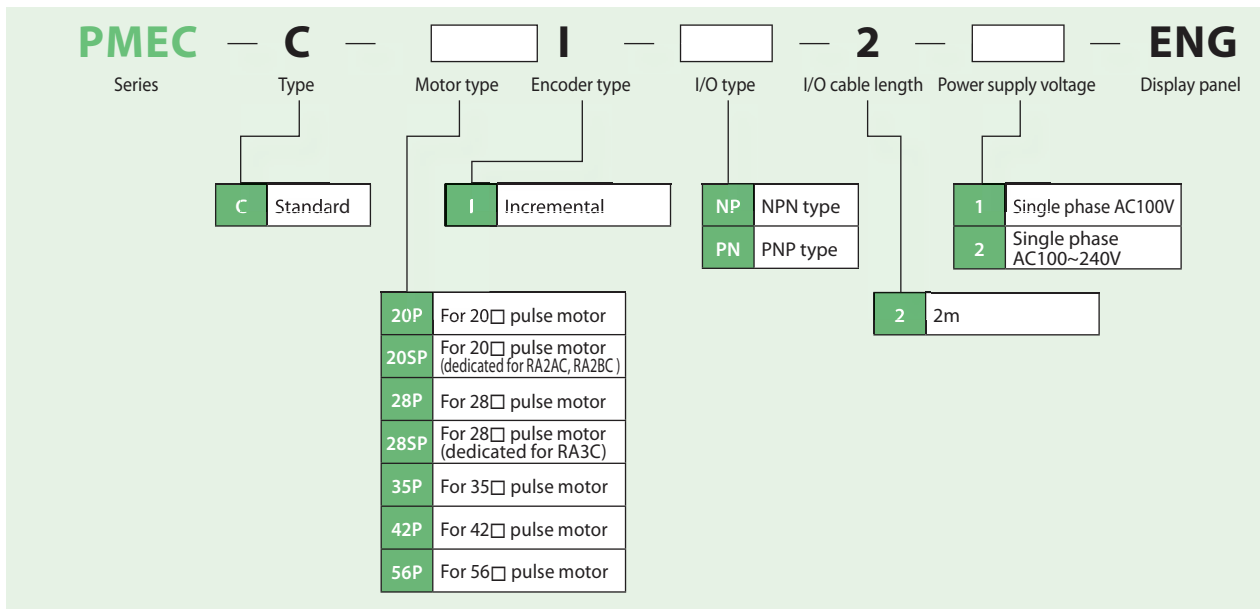 PMEC — C — □ I — □ — 2 — □ — ENG
Series Type Motor type Encoder type I/O type I/O cable length Power supply voltage Display panel
C Standard
I Incremental
NP NPN type
PN PNP type
1 Single phase AC100V
2 Single phase
AC100~240V
2 2m
20P For 20□ pulse motor
20SP For 20□ pulse motor
(dedicated for RA2AC, RA2BC )
28P For 28□ pulse motor
28SP For 28□ pulse motor
(dedicated for RA3C)
35P For 35□ pulse motor
42P For 42□ pulse motor
56P For 56□ pulse motor